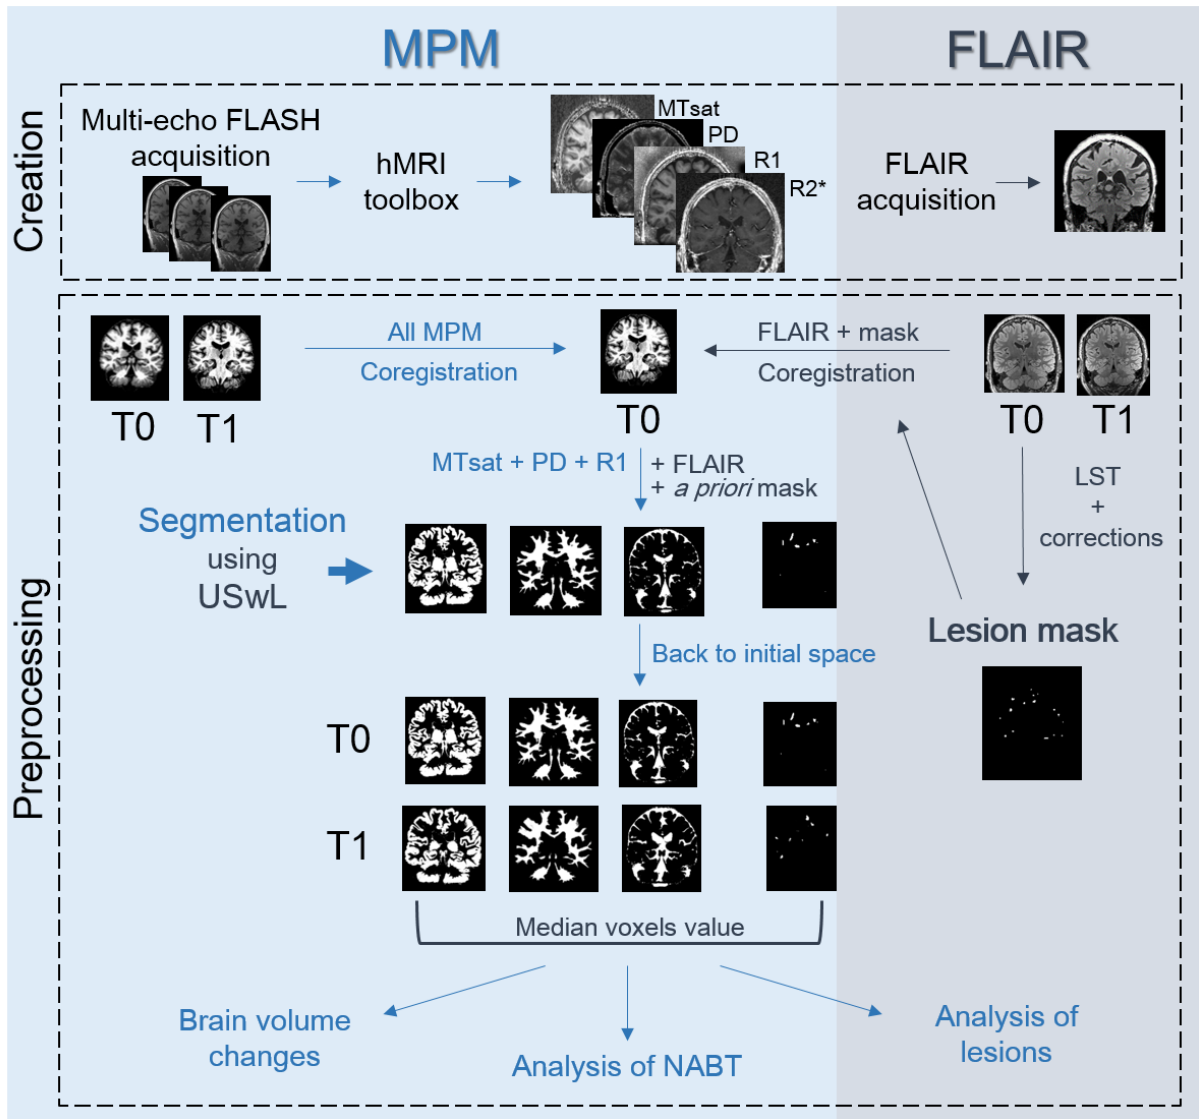 MPM
FLAIR
Creation
Multi-echo FLASH
acquisition
hMRI
toolbox
MTsat
PD
R1
R2*
FLAIR
acquisition
Preprocessing
T0
T1
All MPM
Coregistration
T0
FLAIR + mask
Coregistration
T0
T1
MTsat + PD + R1
+ FLAIR
+ a priori mask
LST
+
corrections
Segmentation
using
USwL
Lesion mask
Back to initial space
T0
T1
Median voxels value
Brain volume
changes
Analysis of NABT
Analysis of
lesions